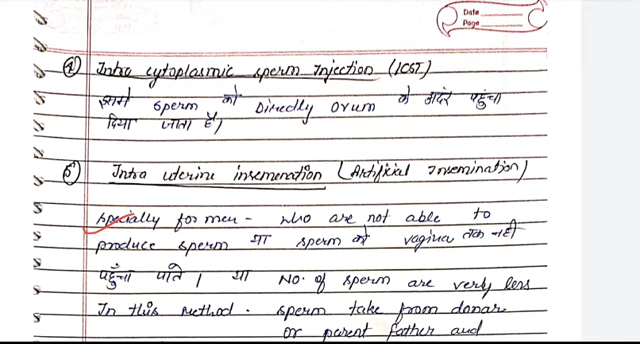 Date
Page
④ Intra cytoplasmic sperm Injection (ICSI)
इसमे sperm को Directly Ovum के अंदर पहुंचा
दिया जाता है)
⑤ Intra uterine insemenation (Artificial Insemination)
Specially for men - who are not able to
produce sperm या sperm को vagina तक नही
पहुँचा पाते । या NO. of sperm are verly less
In this method . sperm take from donar
or parent father and